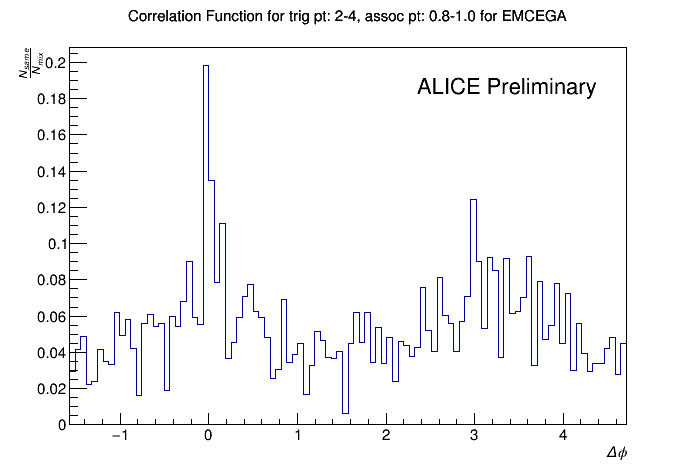 Correlation Function for trig pt: 2-4, assoc pt: 0.8-1.0 for EMCEGA
N_same
N_mix
ALICE Preliminary
0.2
0.18
0.16
0.14
0.12
0.1
0.08
0.06
0.04
0.02
0
−1 0 1 2 3 4
Δϕ